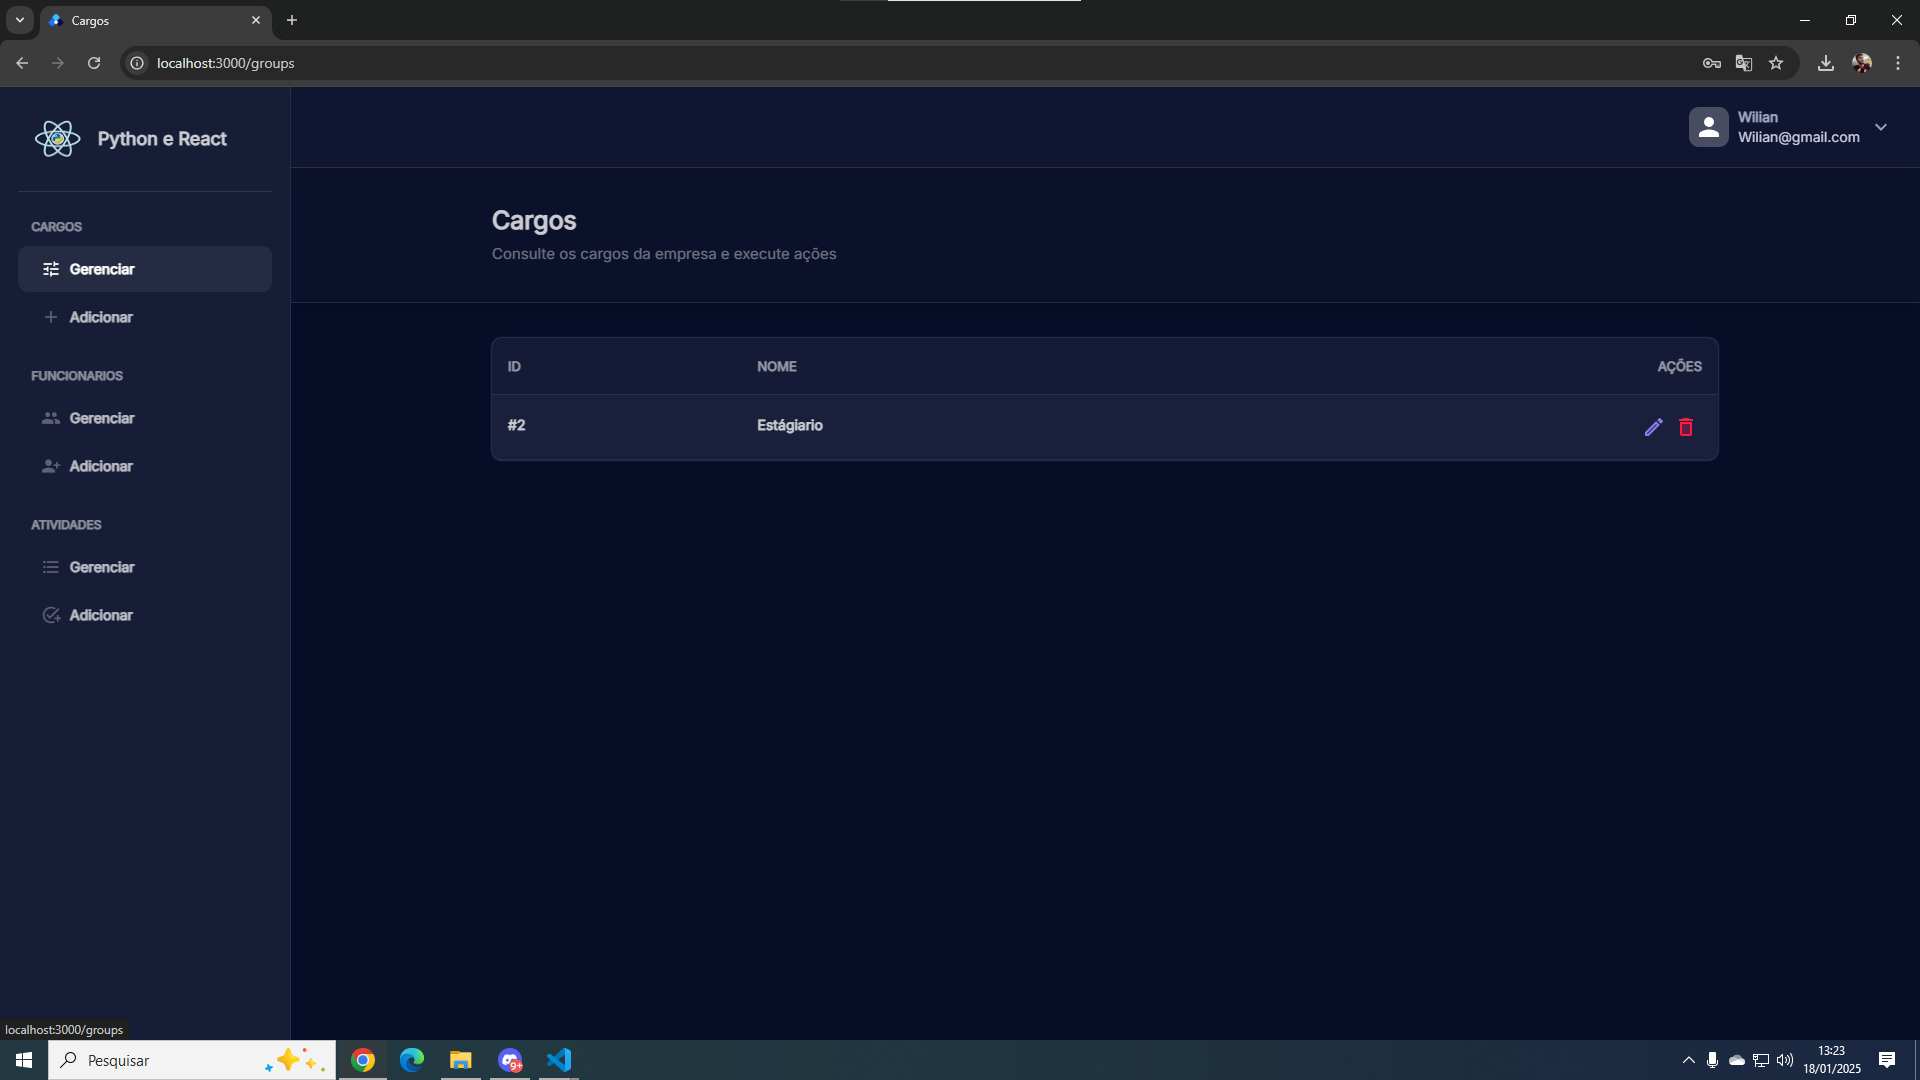 Cargos
localhost:3000/groups
Python e React
Wilian
Wilian@gmail.com
CARGOS
Gerenciar
Adicionar
FUNCIONARIOS
Gerenciar
Adicionar
ATIVIDADES
Gerenciar
Adicionar
Cargos
Consulte os cargos da empresa e execute ações
ID NOME AÇÕES
#2 Estágiario
localhost:3000/groups
Pesquisar
9+
13:23
18/01/2025